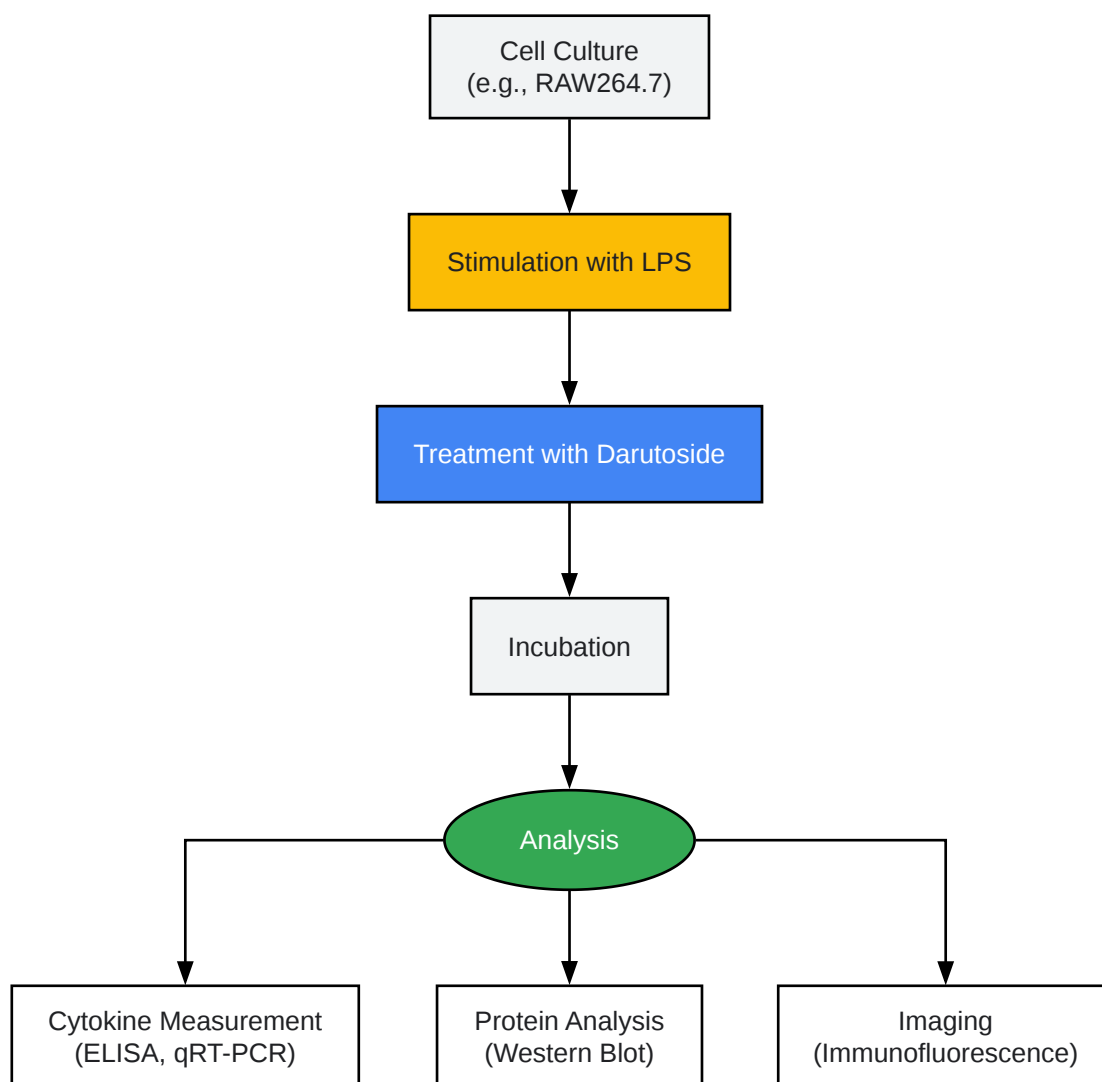 Cell Culture
(e.g., RAW264.7)
Stimulation with LPS
Treatment with Darutoside
Incubation
Analysis
Cytokine Measurement
(ELISA, qRT-PCR)
Protein Analysis
(Western Blot)
Imaging
(Immunofluorescence)